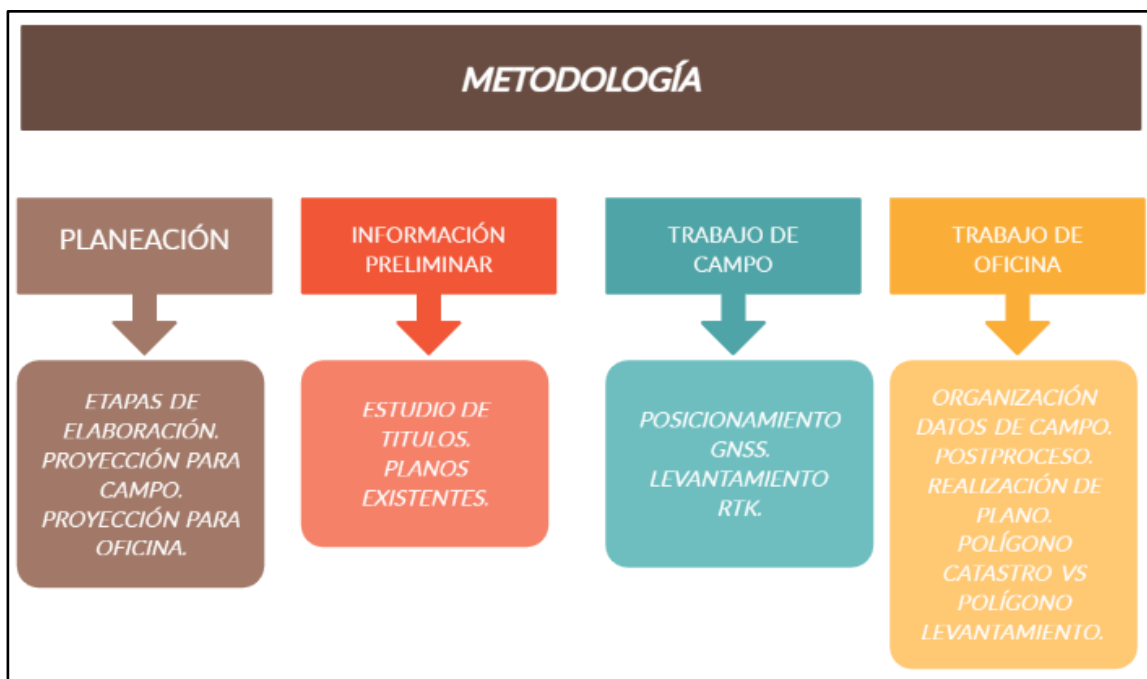 METODOLOGÍA
PLANEACIÓN
ETAPAS DE
ELABORACIÓN.
PROYECCIÓN PARA
CAMPO.
PROYECCIÓN PARA
OFICINA.
INFORMACIÓN
PRELIMINAR
ESTUDIO DE
TITULOS.
PLANOS
EXISTENTES.
TRABAJO DE
CAMPO
POSICIONAMIENTO
GNSS.
LEVANTAMIENTO
RTK.
TRABAJO DE
OFICINA
ORGANIZACIÓN
DATOS DE CAMPO.
POSTPROCESO.
REALIZACIÓN DE
PLANO.
POLÍGONO
CATASTRO VS
POLÍGONO
LEVANTAMIENTO.